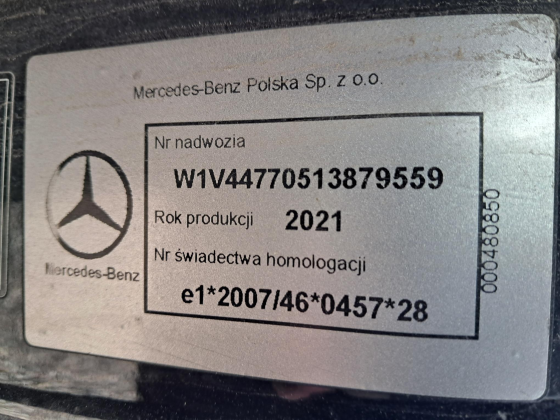 Mercedes-Benz Polska Sp. z o.o.
Nr nadwozia
W1V44770513879559
Rok produkcji 2021
Nr świadectwa homologacji
e1*2007/46*0457*28
Mercedes-Benz
000480850